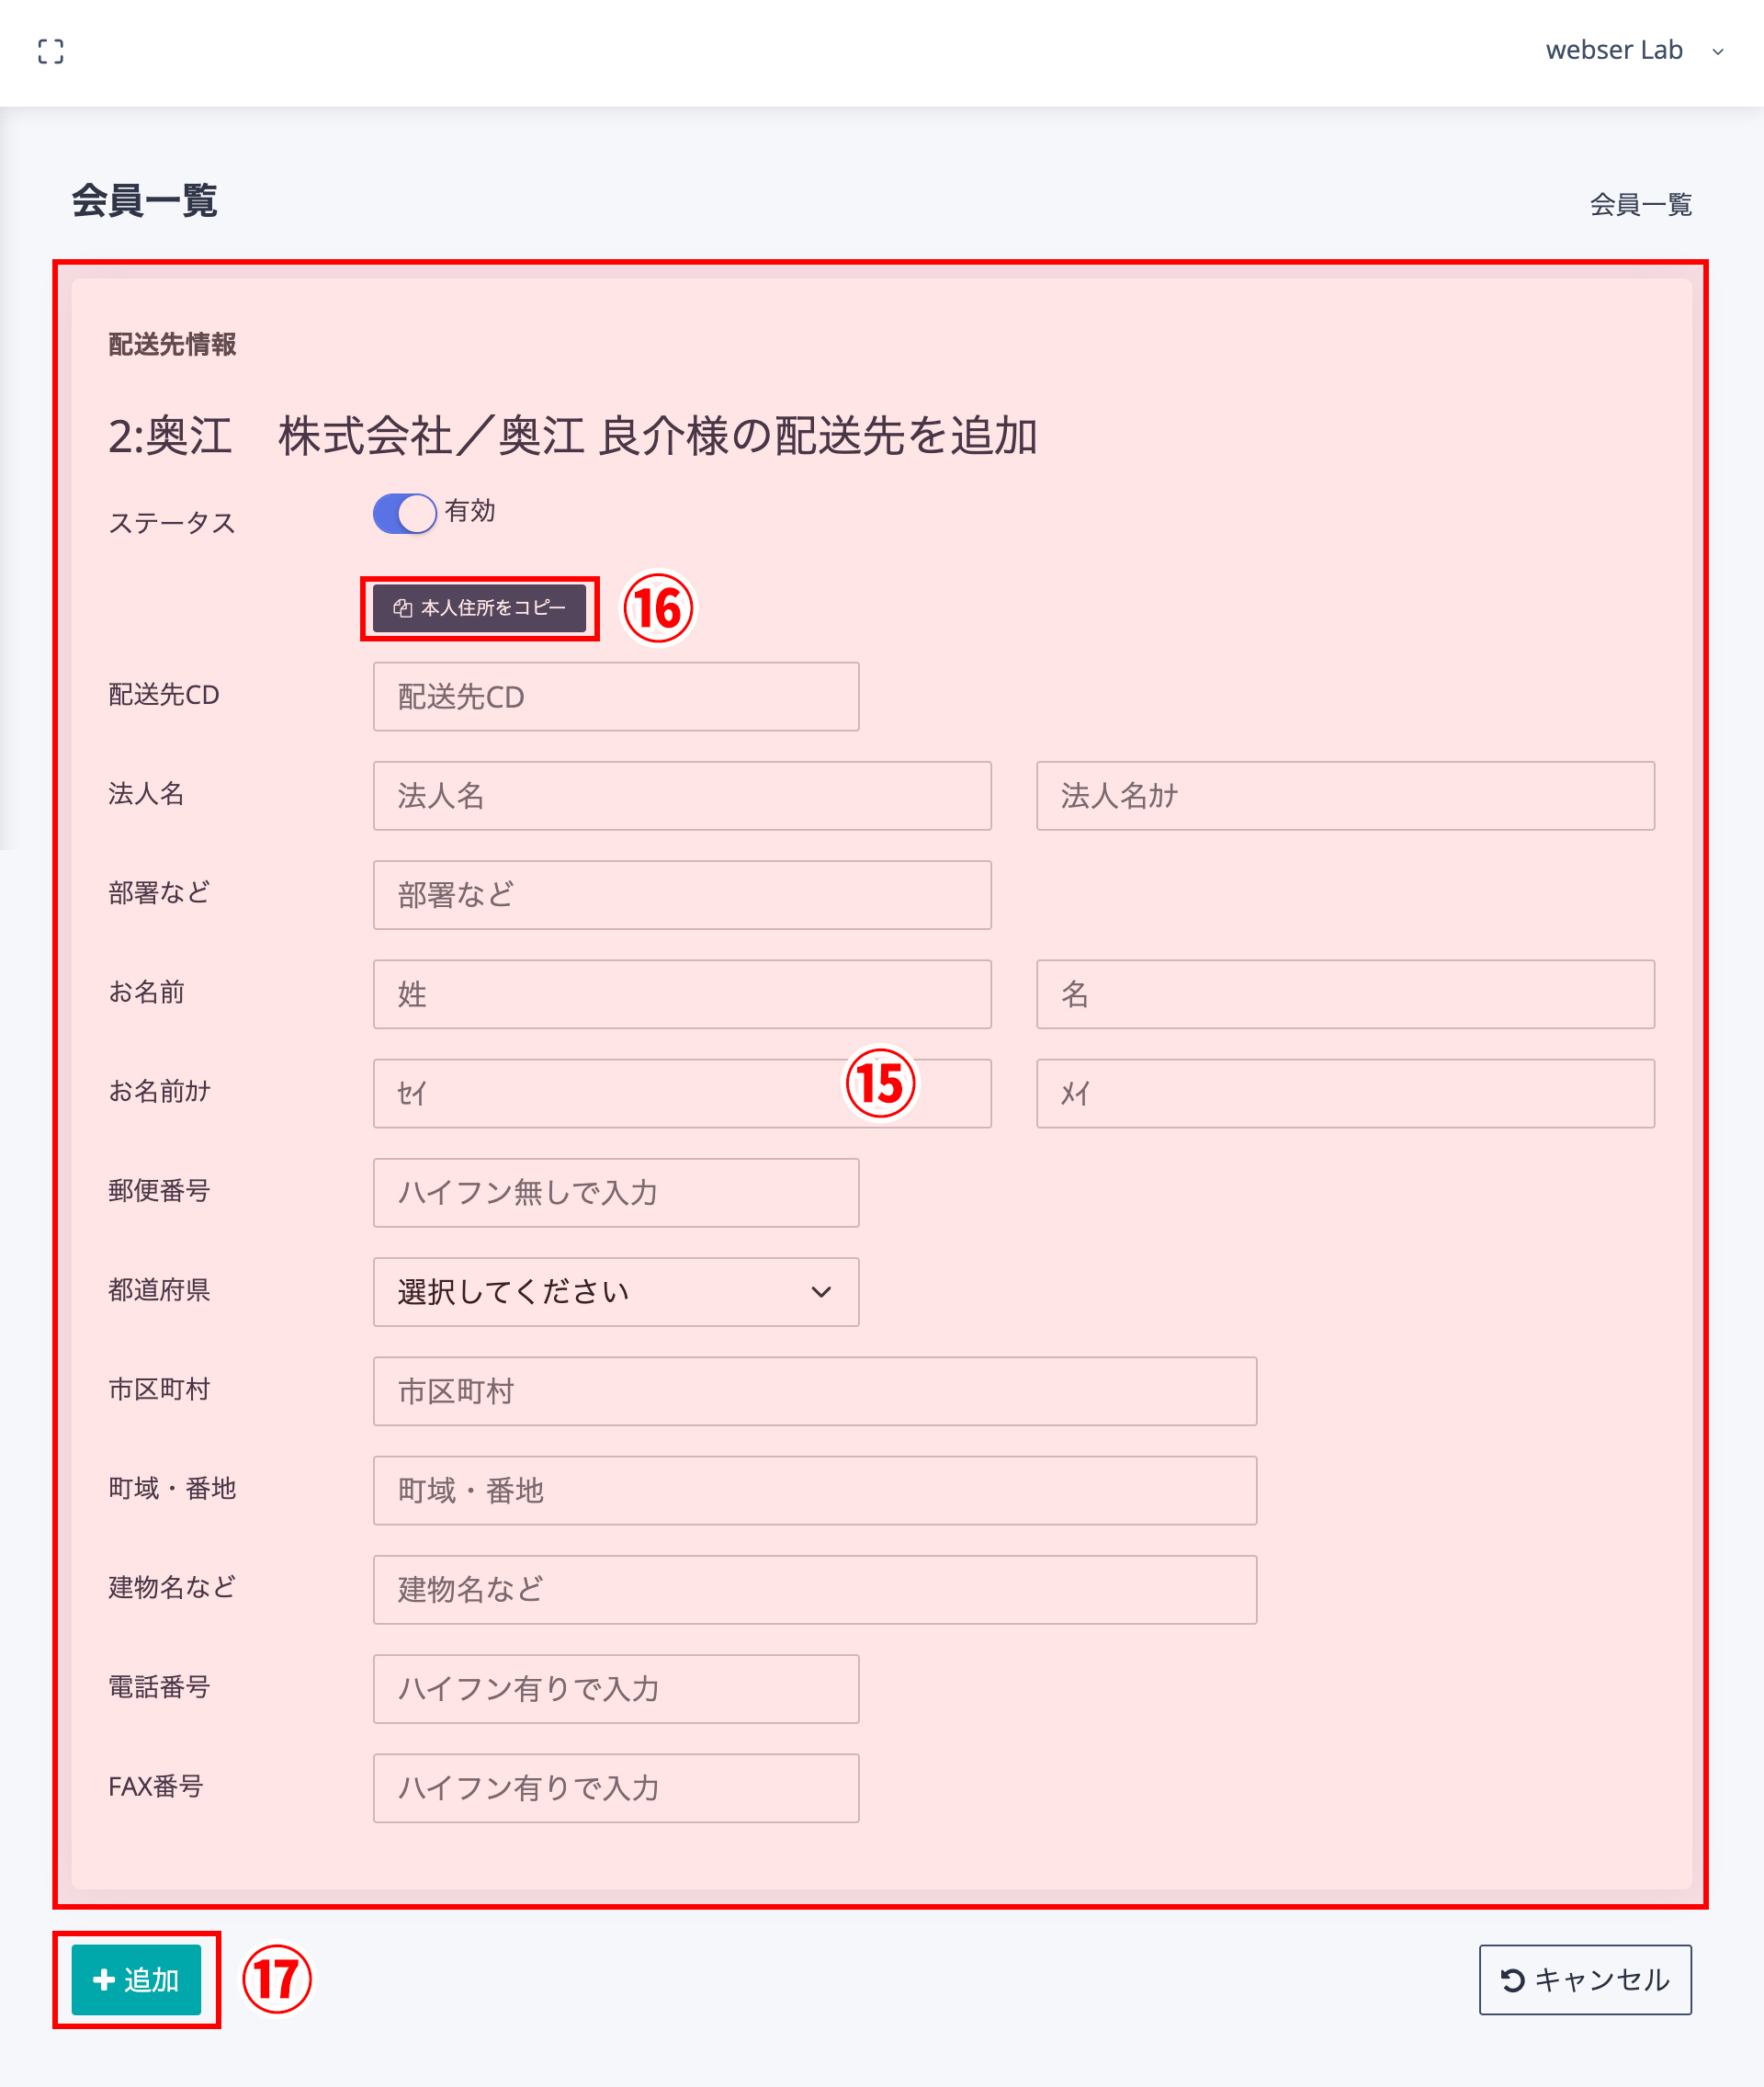 webser Lab
会員一覧
会員一覧
配送先情報
2:奥江　株式会社／奥江 良介様の配送先を追加
ステータス
有効
本人住所をコピー
⑯
配送先CD
配送先CD
法人名
法人名
法人名ｶﾅ
部署など
部署など
お名前
姓
名
お名前ｶﾅ
ｾｲ
⑮
ﾒｲ
郵便番号
ハイフン無しで入力
都道府県
選択してください
市区町村
市区町村
町域・番地
町域・番地
建物名など
建物名など
電話番号
ハイフン有りで入力
FAX番号
ハイフン有りで入力
追加
⑰
キャンセル